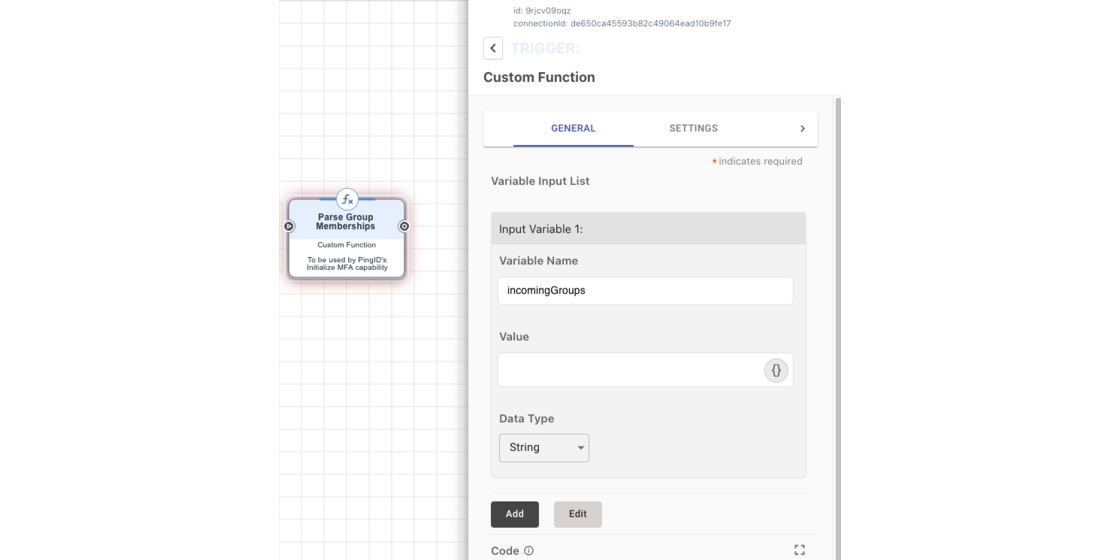 id: 9rjcv09oqz
connectionId: de650ca45593b82c49064ead10b9fe17
TRIGGER:
Custom Function
GENERAL
SETTINGS
* indicates required
Variable Input List
Input Variable 1:
Variable Name
incomingGroups
Value
{}
Data Type
String
Add
Edit
Code
fx
Parse Group
Memberships
Custom Function
To be used by PingID's
Initialize MFA capability